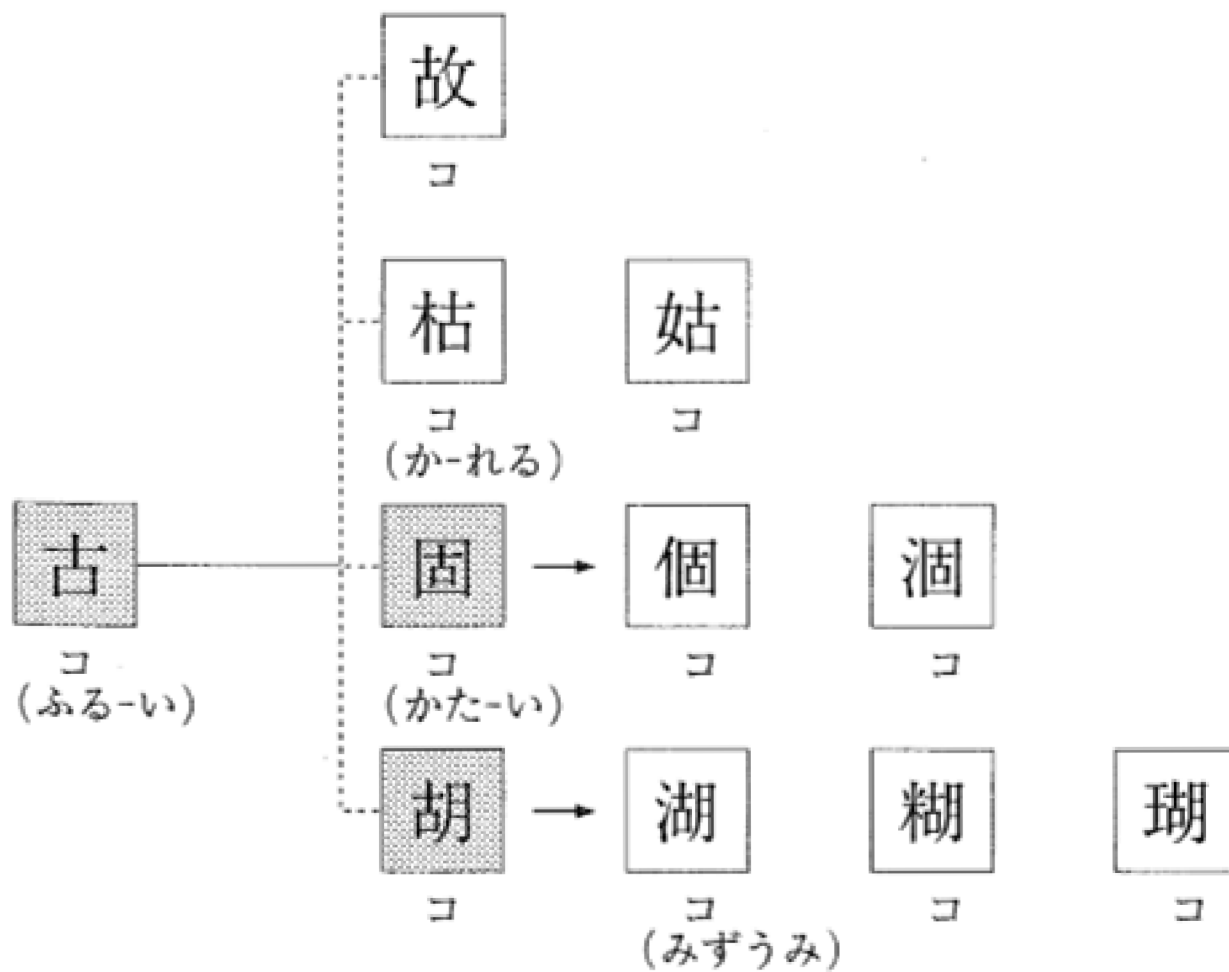 故
コ
枯 姑
コ コ
(か-れる)
古 固 個 涸
コ コ コ コ
(ふる-い) (かた-い)
胡 湖 糊 瑚
コ コ コ コ
(みずうみ)